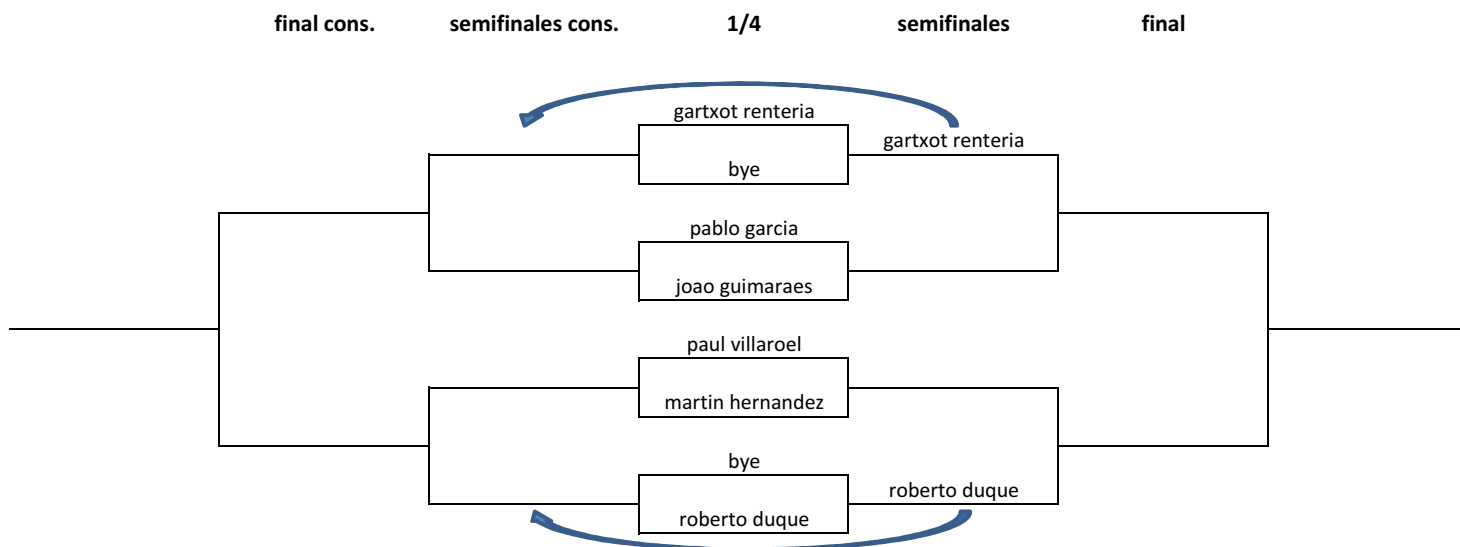 final cons. semifinales cons. 1/4 semifinales final
gartxot renteria
gartxot renteria
bye
pablo garcia
joao guimaraes
paul villaroel
martin hernandez
bye
roberto duque
roberto duque